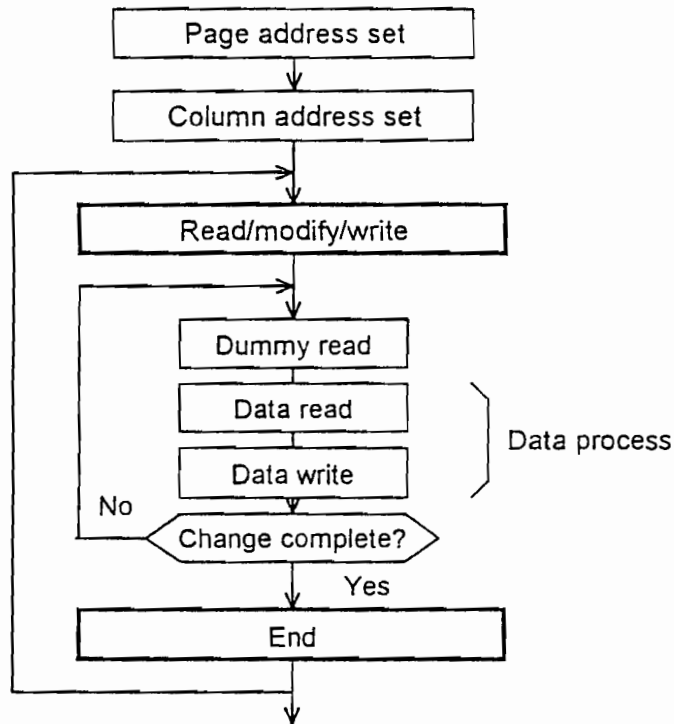 Page address set
Column address set
Read/modify/write
Dummy read
Data read
Data process
Data write
No
Change complete?
Yes
End